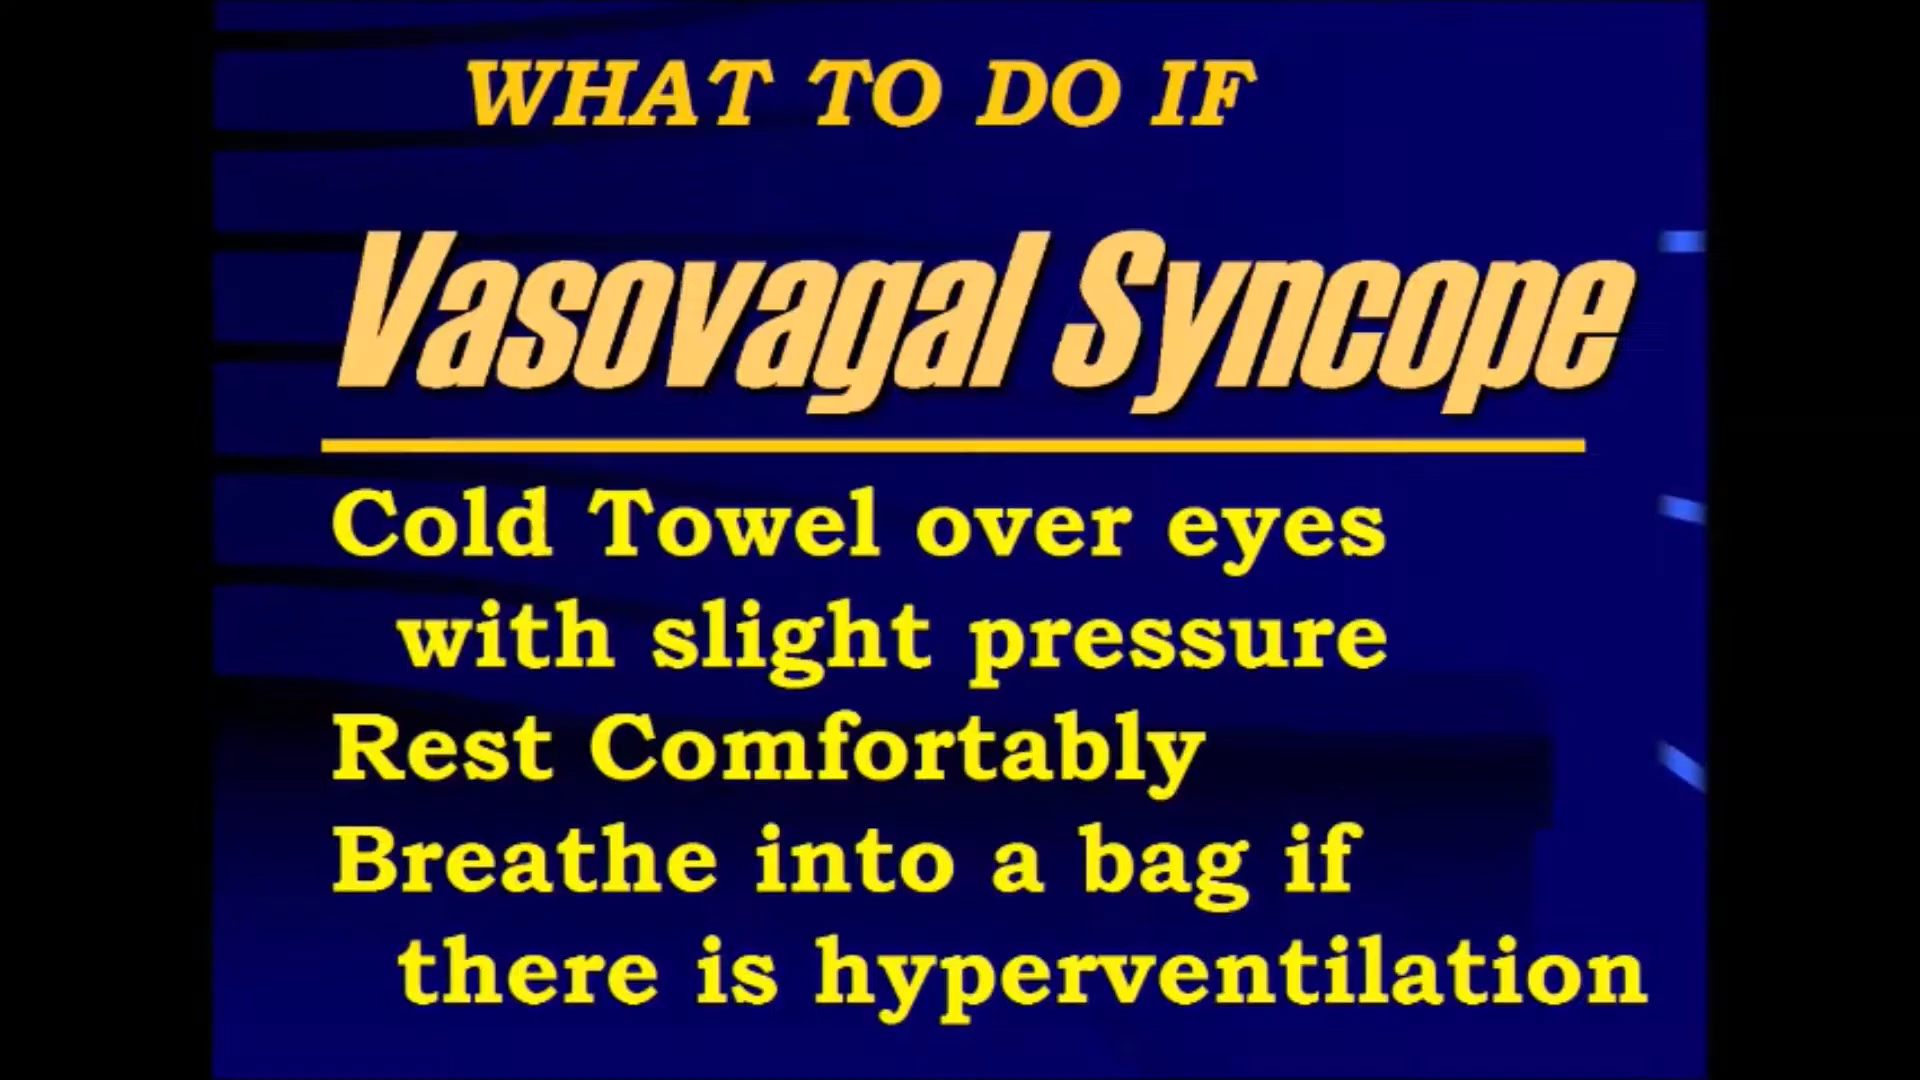 WHAT TO DO IF
Vasovagal Syncope
Cold Towel over eyes
with slight pressure
Rest Comfortably
Breathe into a bag if
there is hyperventilation